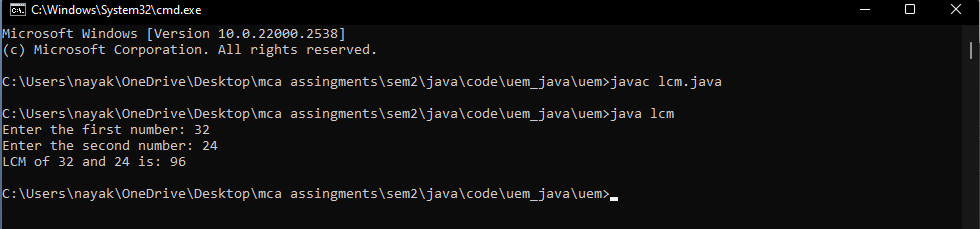 C:\Windows\System32\cmd.exe
Microsoft Windows [Version 10.0.22000.2538]
(c) Microsoft Corporation. All rights reserved.
C:\Users\nayak\OneDrive\Desktop\mca assingments\sem2\java\code\uem_java\uem>javac lcm.java
C:\Users\nayak\OneDrive\Desktop\mca assingments\sem2\java\code\uem_java\uem>java lcm
Enter the first number: 32
Enter the second number: 24
LCM of 32 and 24 is: 96
C:\Users\nayak\OneDrive\Desktop\mca assingments\sem2\java\code\uem_java\uem>